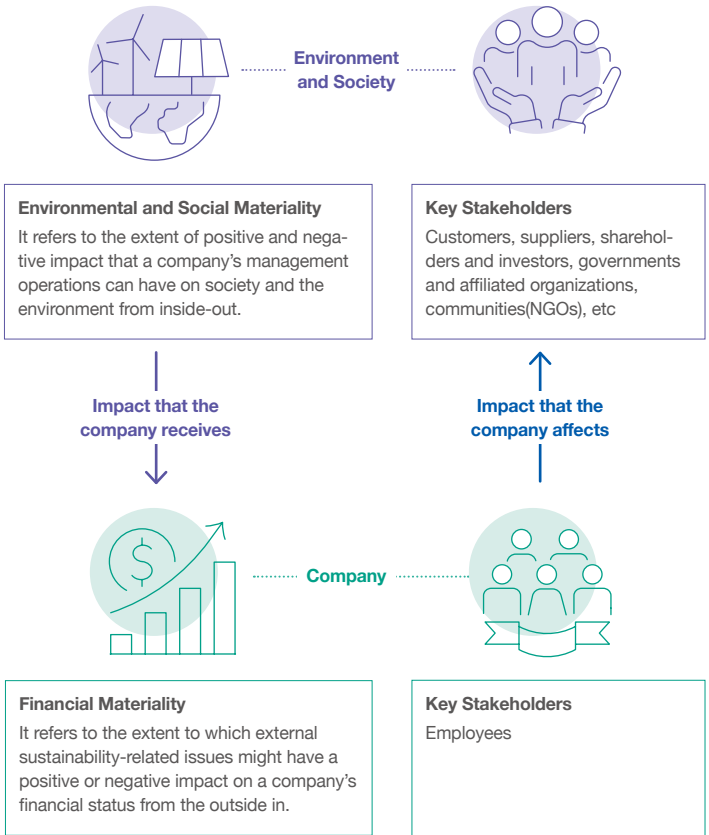 Environment
and Society
Environmental and Social Materiality
It refers to the extent of positive and nega-
tive impact that a company's management
operations can have on society and the
environment from inside-out.
Key Stakeholders
Customers, suppliers, sharehol-
ders and investors, governments
and affiliated organizations,
communities(NGOs), etc
Impact that the
company receives
Impact that the
company affects
$
Company
Financial Materiality
It refers to the extent to which external
sustainability-related issues might have a
positive or negative impact on a company's
financial status from the outside in.
Key Stakeholders
Employees